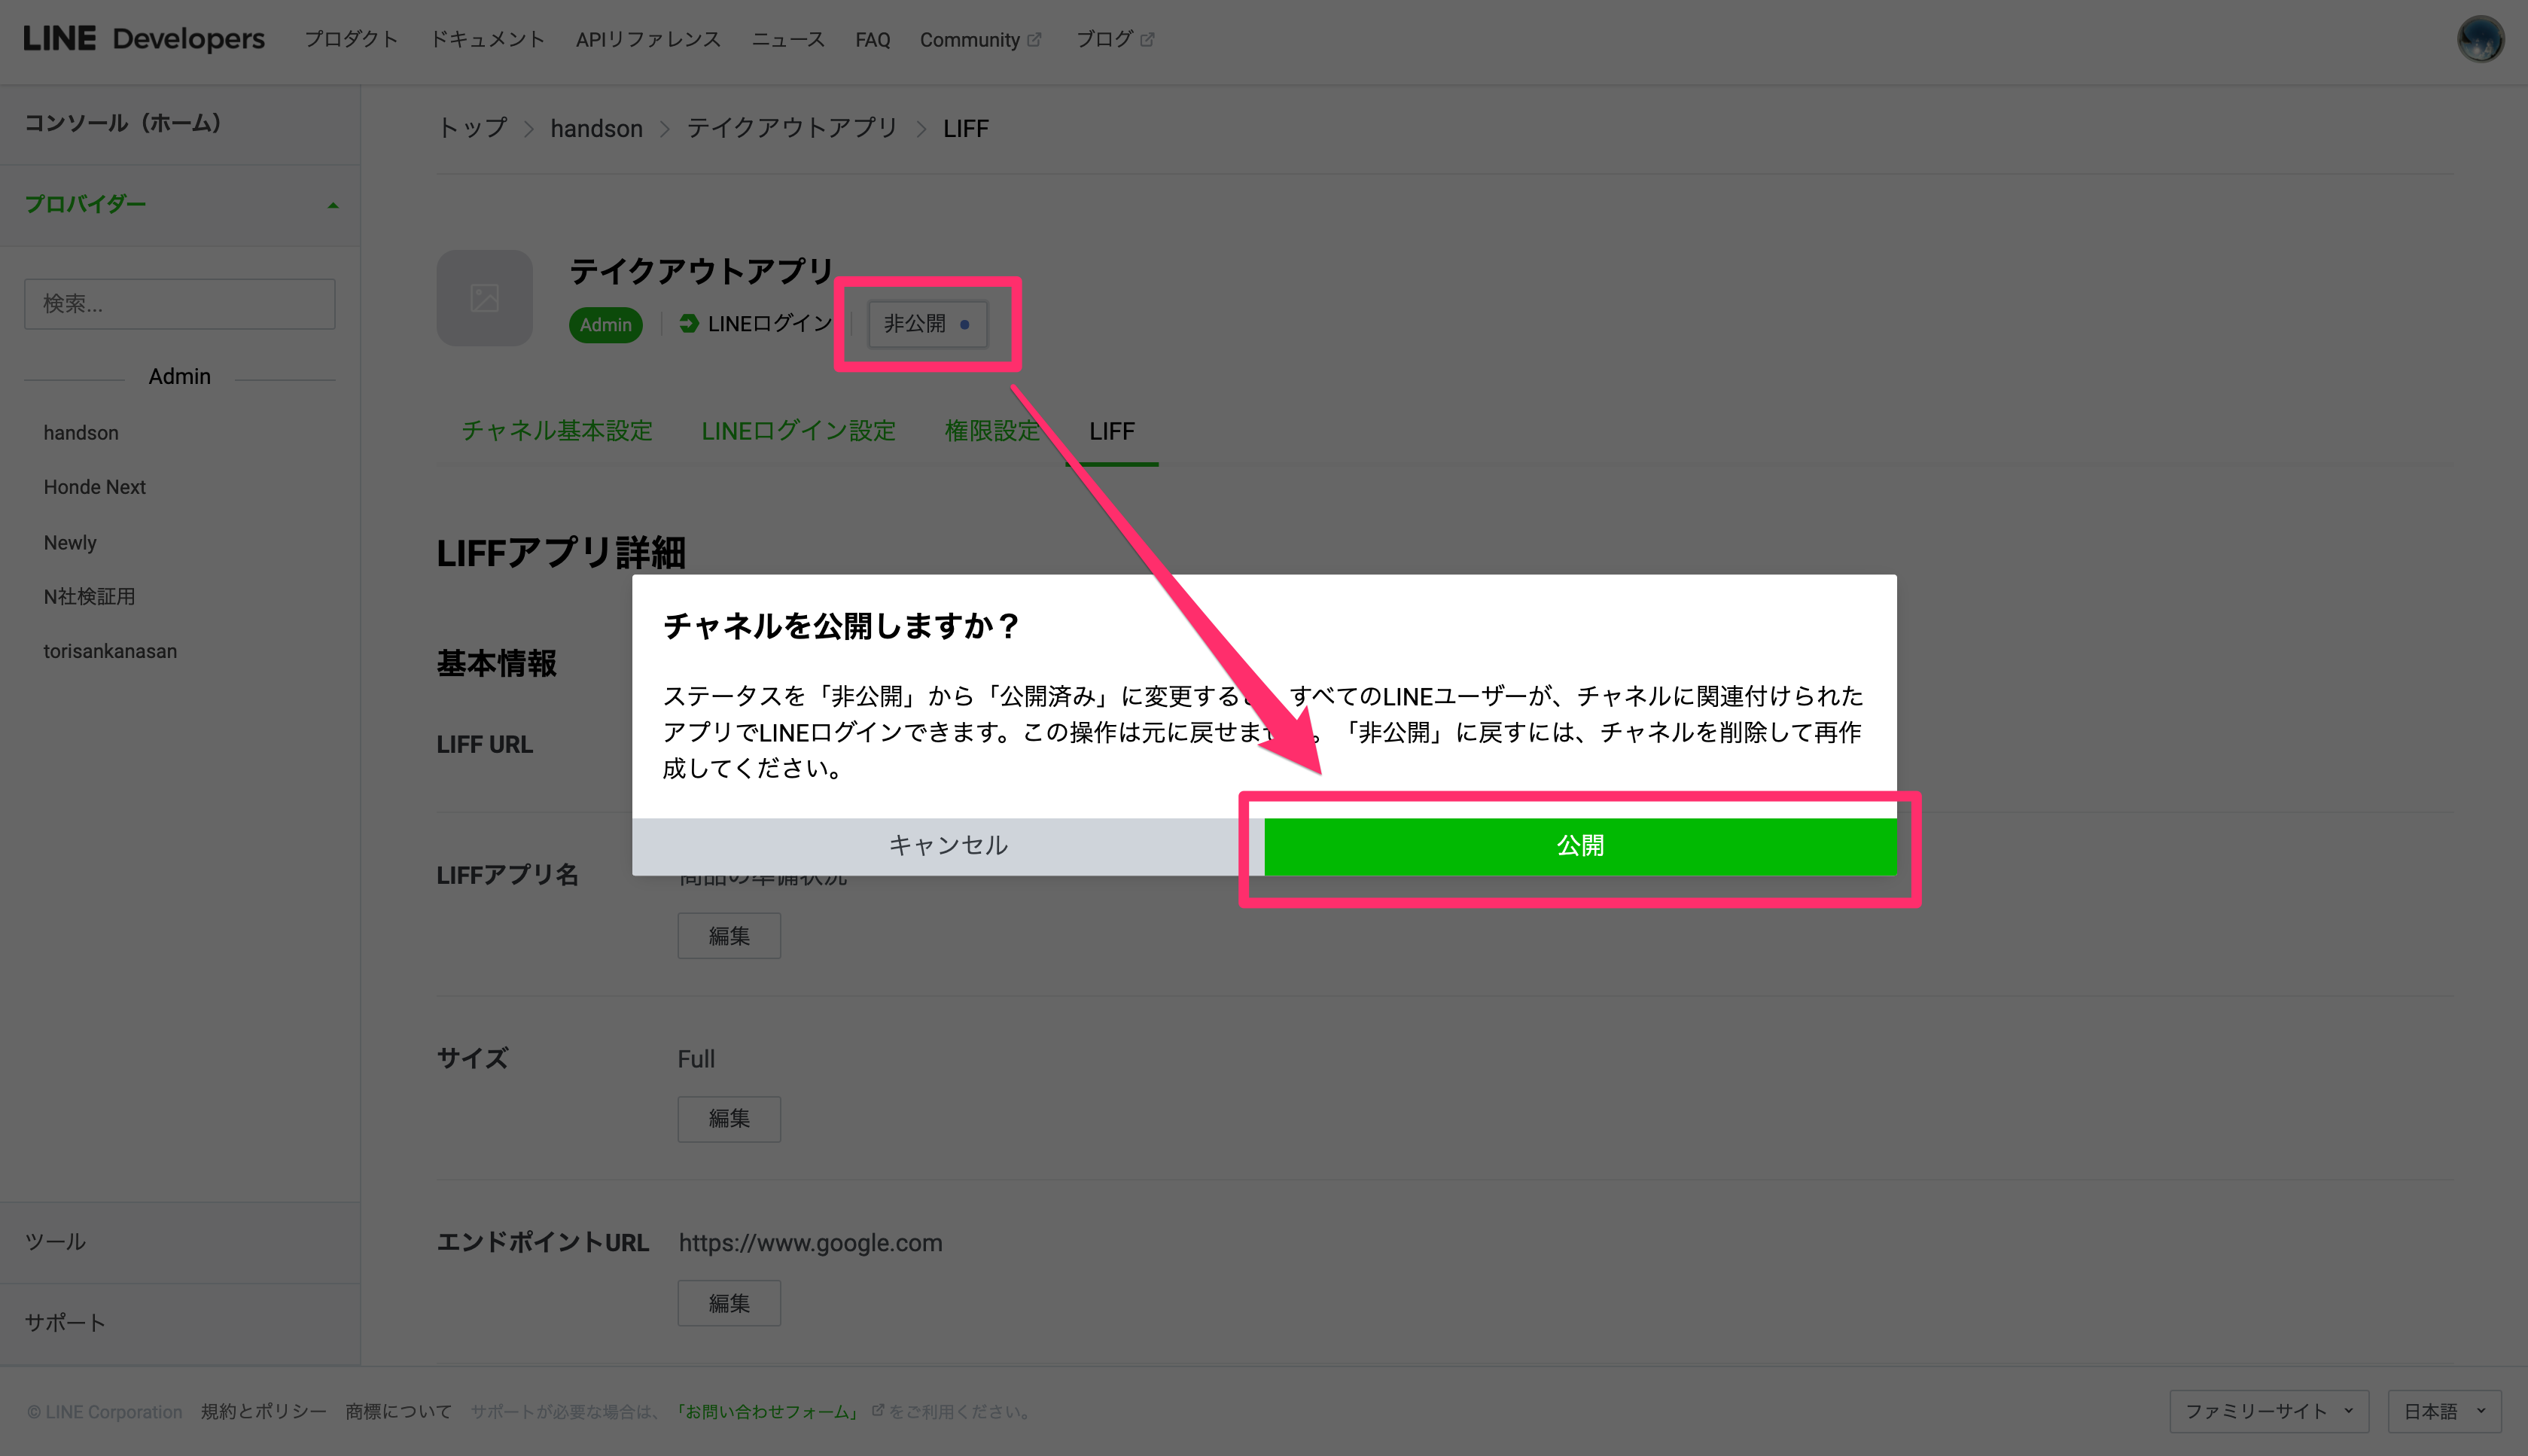 LINE Developers プロダクト ドキュメント APIリファレンス ニュース FAQ Community ブログ
コンソール（ホーム）
プロバイダー
検索...
Admin
handson
Honde Next
Newly
N社検証用
torisankanasan
ツール
サポート
トップ > handson > テイクアウトアプリ > LIFF
テイクアウトアプリ
Admin LINEログイン 非公開
チャネル基本設定 LINEログイン設定 権限設定 LIFF
LIFFアプリ詳細
基本情報
LIFF URL
チャネルを公開しますか？
ステータスを「非公開」から「公開済み」に変更する すべてのLINEユーザーが、チャネルに関連付けられた
アプリでLINEログインできます。この操作は元に戻せま 。「非公開」に戻すには、チャネルを削除して再作
成してください。
キャンセル 公開
LIFFアプリ名 商品の準備状況
編集
サイズ Full
編集
エンドポイントURL https://www.google.com
編集
© LINE Corporation 規約とポリシー 商標について サポートが必要な場合は、「お問い合わせフォーム」をご利用ください。
ファミリーサイト 日本語